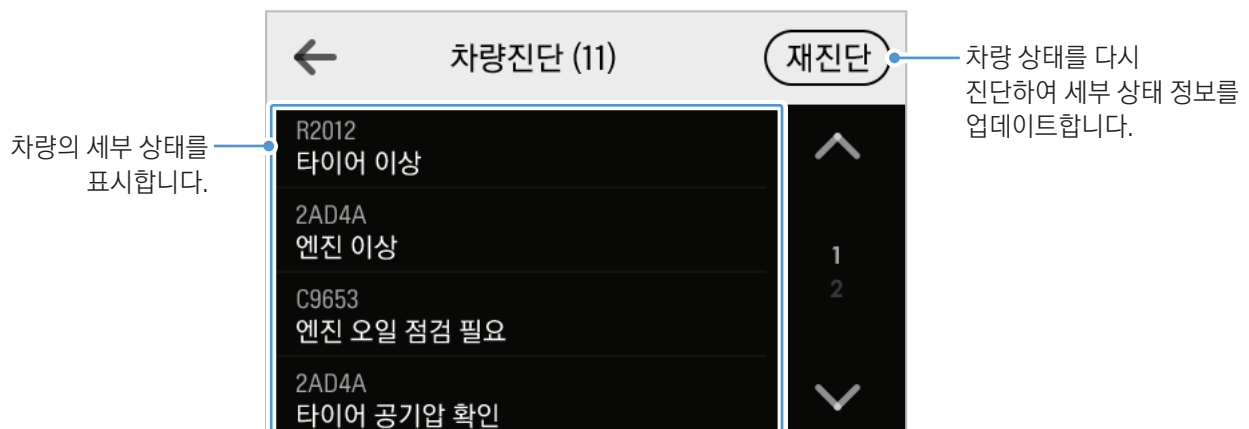 차량진단 (11)
재진단
차량 상태를 다시
진단하여 세부 상태 정보를
업데이트합니다.
차량의 세부 상태를
표시합니다.
R2012
타이어 이상
2AD4A
엔진 이상
C9653
엔진 오일 점검 필요
2AD4A
타이어 공기압 확인
1
2